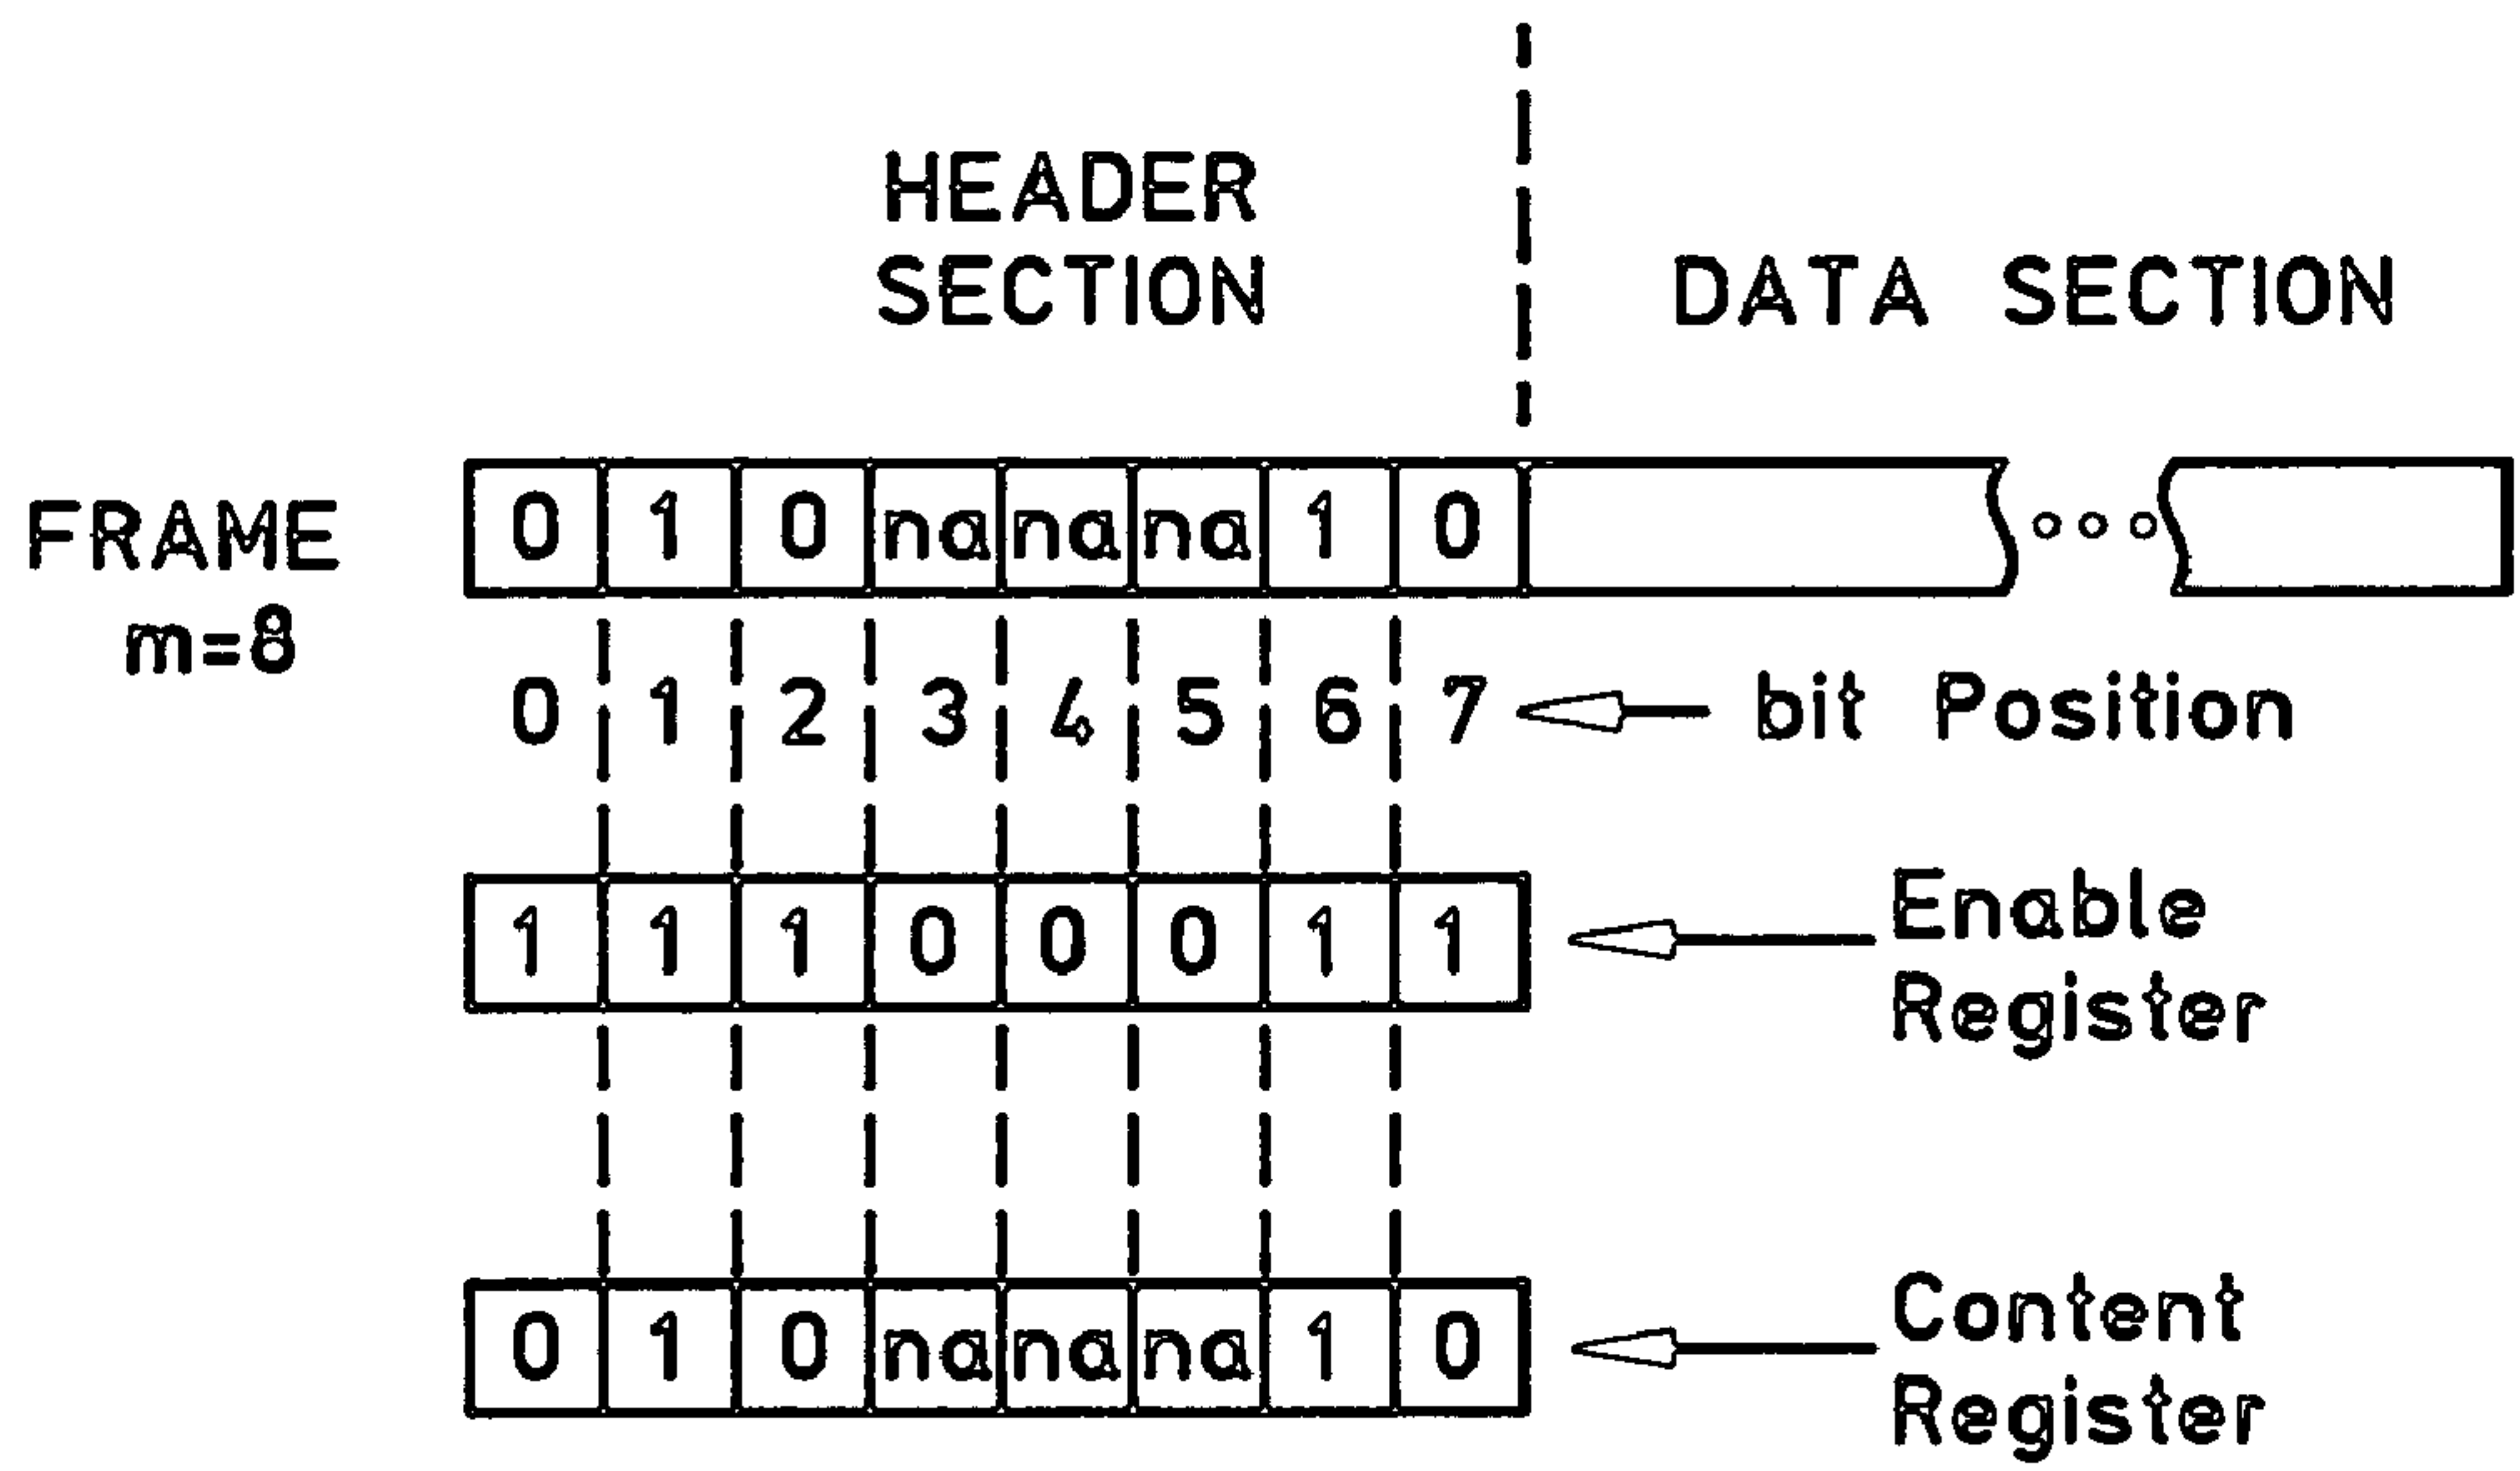 HEADER
SECTION
DATA SECTION
FRAME
m=8
0 1 0 na na na 1 0
0 1 2 3 4 5 6 7
bit Position
1 1 1 0 0 0 1 1
Enable
Register
0 1 0 na na na 1 0
Content
Register